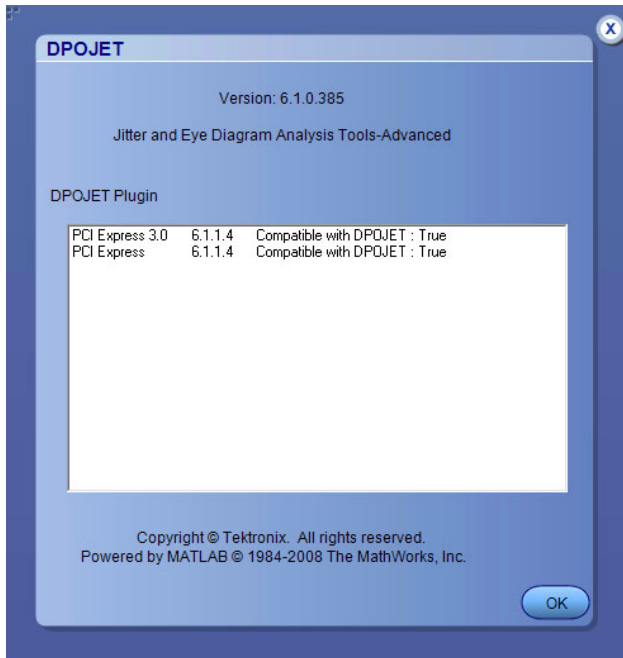 X
DPOJET
Version: 6.1.0.385
Jitter and Eye Diagram Analysis Tools-Advanced
DPOJET Plugin
PCI Express 3.0 6.1.1.4 Compatible with DPOJET : True
PCI Express 6.1.1.4 Compatible with DPOJET : True
Copyright © Tektronix. All rights reserved.
Powered by MATLAB © 1984-2008 The MathWorks, Inc.
OK